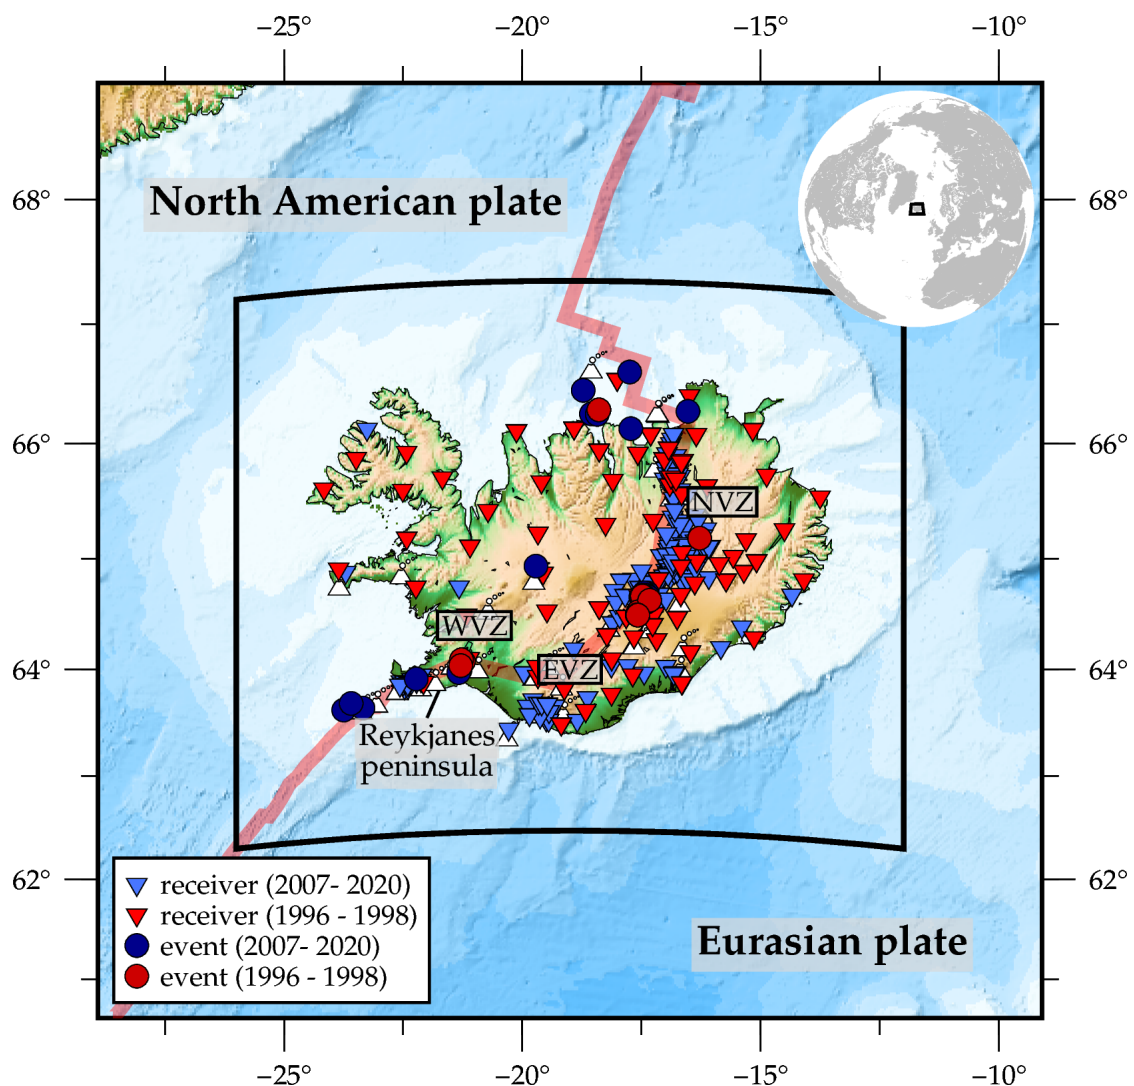 −25°
−20°
−15°
−10°
68°
North American plate
68°
66°
66°
NVZ
WVZ
64°
EVZ
64°
Reykjanes
peninsula
62°
62°
receiver (2007- 2020)
receiver (1996 - 1998)
event (2007- 2020)
event (1996 - 1998)
Eurasian plate
−25°
−20°
−15°
−10°